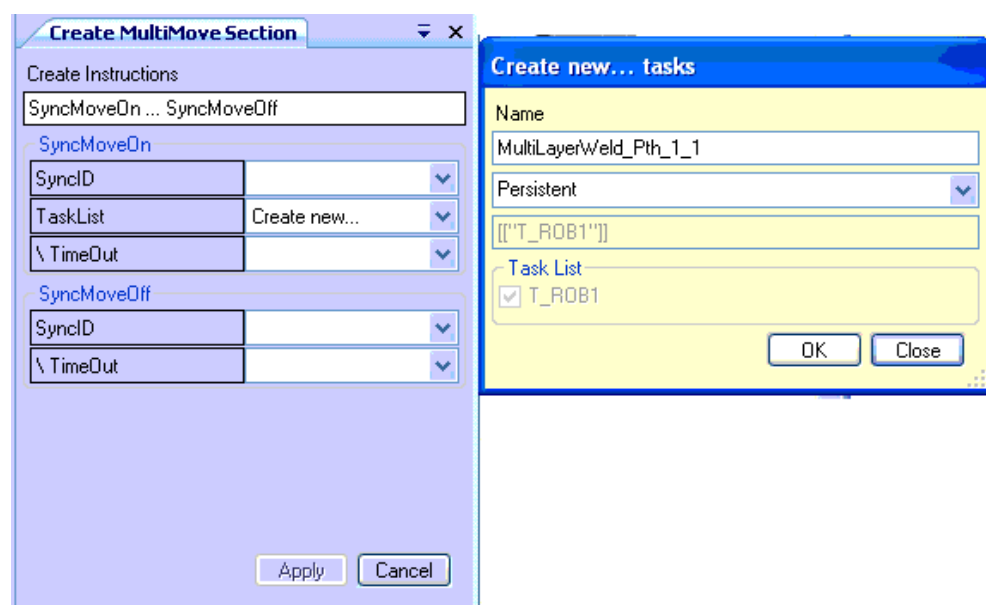 Create MultiMove Section
Create Instructions
SyncMoveOn ... SyncMoveOff
SyncMoveOn
SyncID
TaskList Create new...
\ TimeOut
SyncMoveOff
SyncID
\ TimeOut
Apply Cancel
Create new... tasks
Name
MultiLayerWeld_Pth_1_1
Persistent
[["T_ROB1"]]
Task List
T_ROB1
OK Close